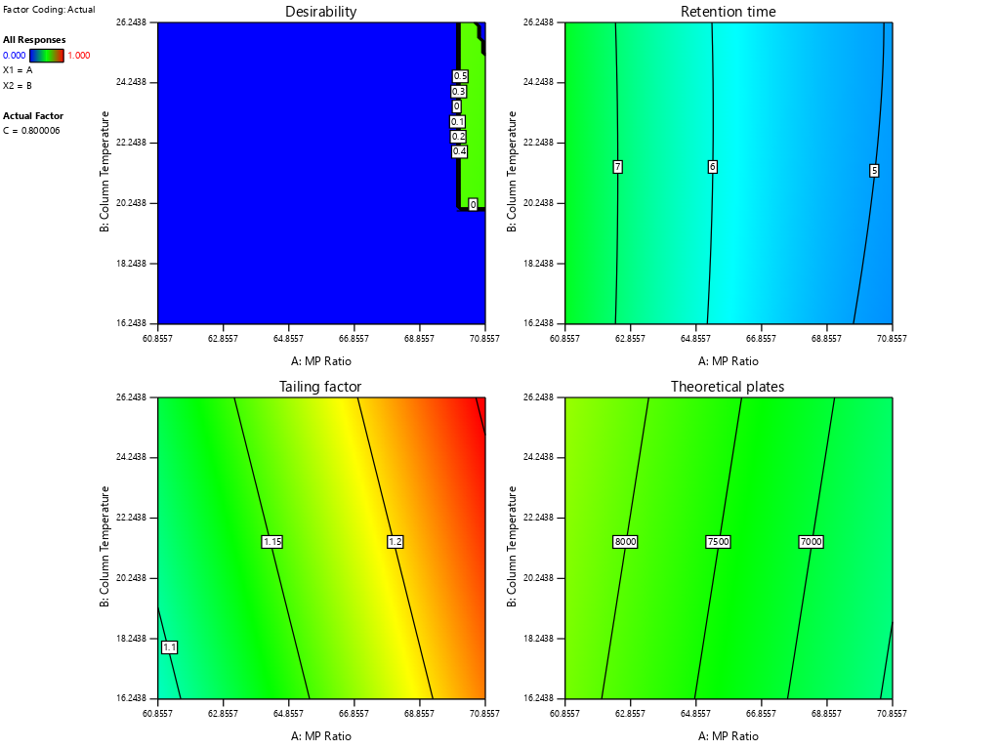 Factor Coding: Actual
All Responses
0.000 1.000
X1 = A
X2 = B
Actual Factor
C = 0.800006
Desirability
B: Column Temperature
26.2438
24.2438
22.2438
20.2438
18.2438
16.2438
0.5
0.3
0
0.1
0.2
0.4
0
60.8557 62.8557 64.8557 66.8557 68.8557 70.8557
A: MP Ratio
Retention time
B: Column Temperature
26.2438
24.2438
22.2438
20.2438
18.2438
16.2438
7 6 5
60.8557 62.8557 64.8557 66.8557 68.8557 70.8557
A: MP Ratio
Tailing factor
B: Column Temperature
26.2438
24.2438
22.2438
20.2438
18.2438
16.2438
1.15 1.2
1.1
60.8557 62.8557 64.8557 66.8557 68.8557 70.8557
A: MP Ratio
Theoretical plates
B: Column Temperature
26.2438
24.2438
22.2438
20.2438
18.2438
16.2438
8000 7500 7000
60.8557 62.8557 64.8557 66.8557 68.8557 70.8557
A: MP Ratio